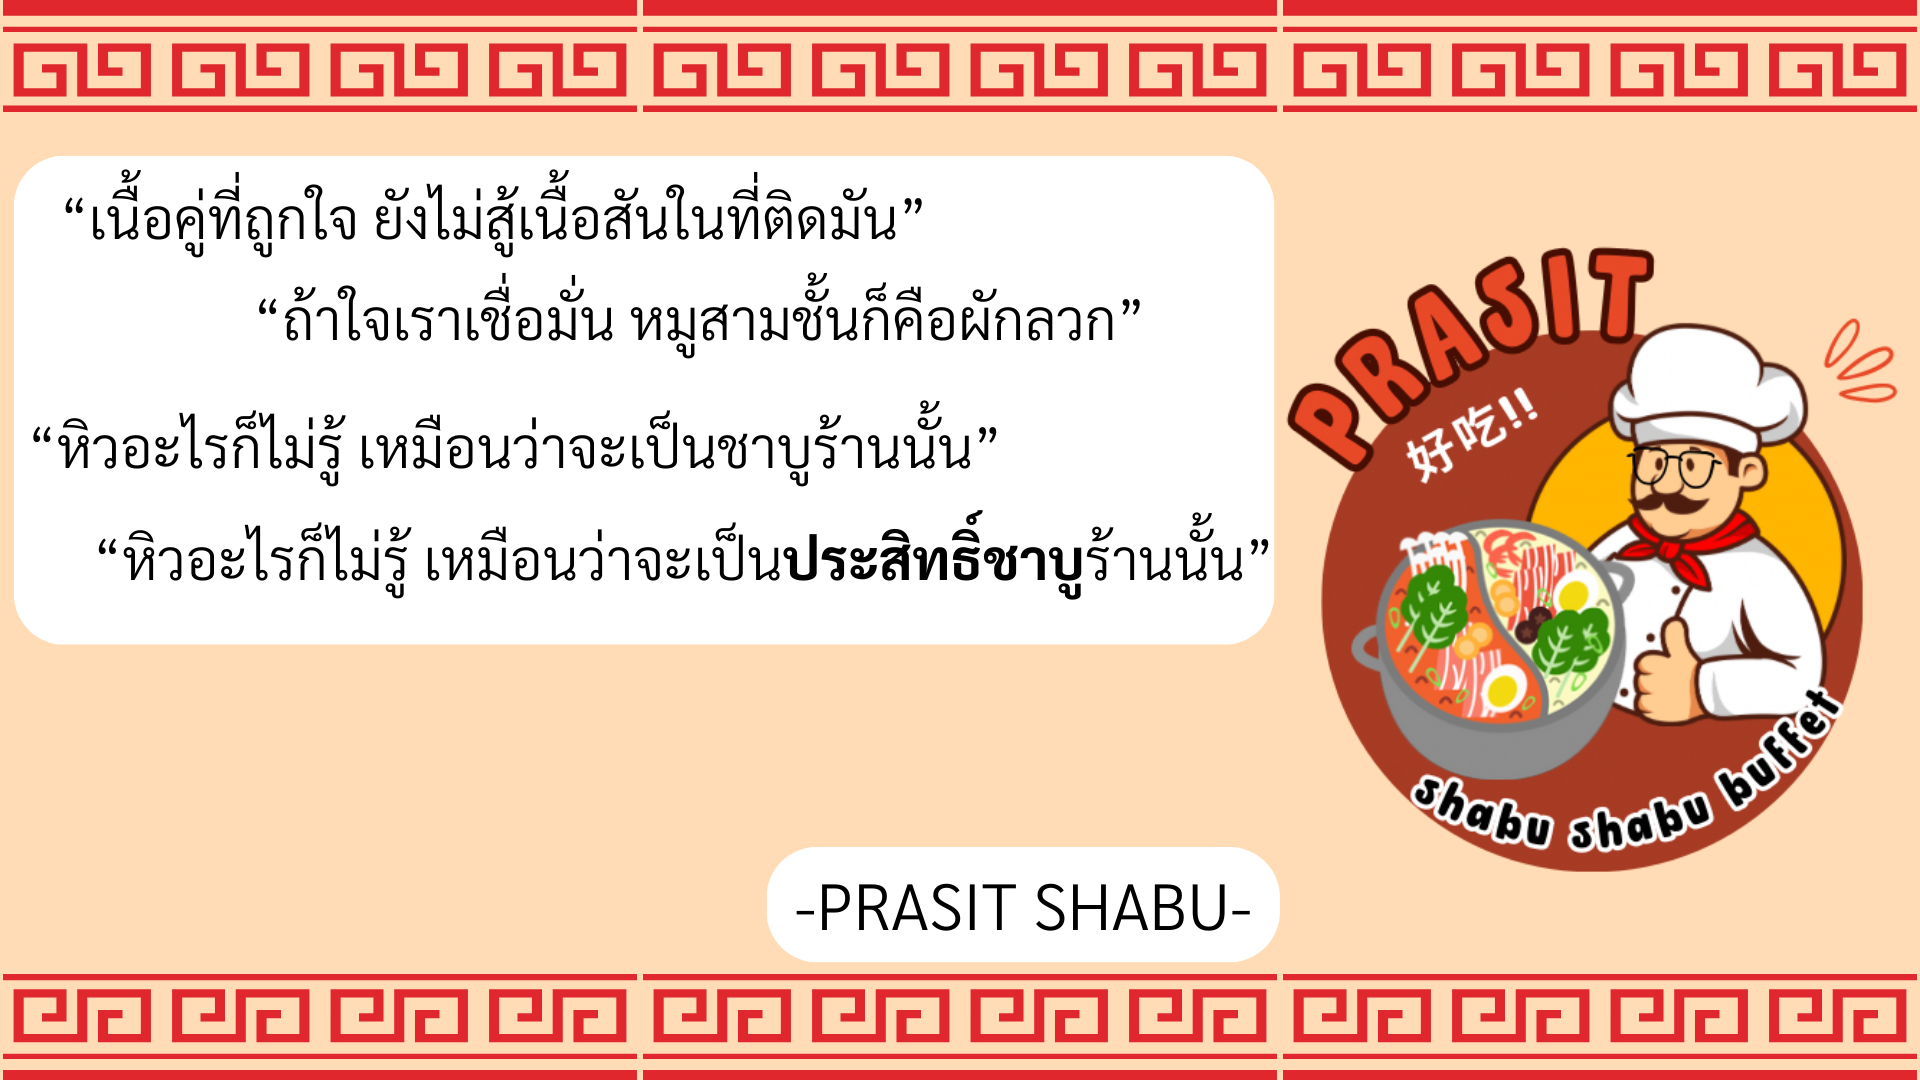 “เนื้อคู่ที่ถูกใจ ยังไม่สู้เนื้อสันในที่ติดมัน”
“ถ้าใจเราเชื่อมั่น หมูสามชั้นก็คือผักลวก”
“หิวอะไรก็ไม่รู้ เหมือนว่าจะเป็นชาบูร้านนั้น”
“หิวอะไรก็ไม่รู้ เหมือนว่าจะเป็นประสิทธิ์ชาบูร้านนั้น”
PRASIT
好吃!!
shabu shabu buffet
-PRASIT SHABU-